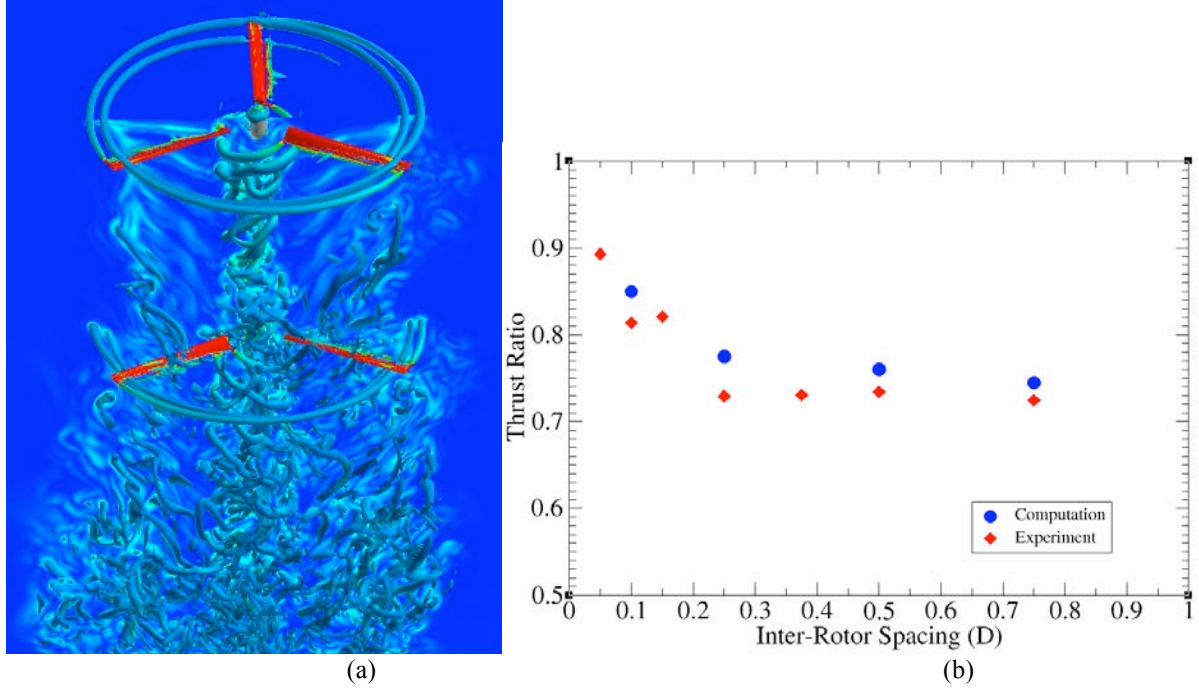 1
0.9
0.8
0.7
0.6
0.5
Thrust Ratio
Computation
Experiment
0 0.1 0.2 0.3 0.4 0.5 0.6 0.7 0.8 0.9 1
Inter-Rotor Spacing (D)
(a) (b)